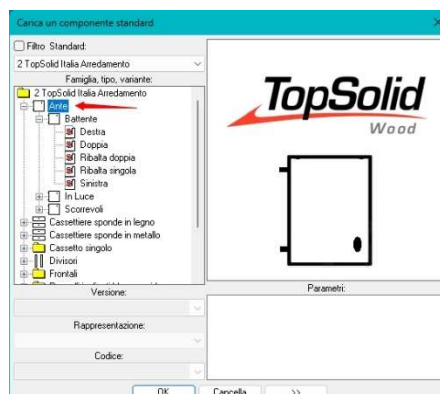 Carica un componente standard
Filtro Standard:
2 TopSolid Italia Arredamento
Famiglia, tipo, variante:
2 TopSolid Italia Arredamento
Ante
Battente
Destra
Doppia
Ribalta doppia
Ribalta singola
Sinistra
In Luce
Scorrevoli
Cassettiere sponde in legno
Cassettiere sponde in metallo
Cassetto singolo
Divisori
Frontali
Versione:
Rappresentazione:
Codice:
TopSolid
Wood
Parametri:
OK
Cancella
>>